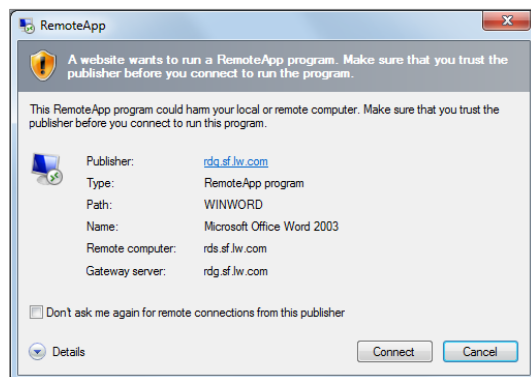 RemoteApp
A website wants to run a RemoteApp program. Make sure that you trust the
publisher before you connect to run the program.
This RemoteApp program could harm your local or remote computer. Make sure that you trust the
publisher before you connect to run this program.
Publisher: rdg.sf.lw.com
Type: RemoteApp program
Path: WINWORD
Name: Microsoft Office Word 2003
Remote computer: rds.sf.lw.com
Gateway server: rdg.sf.lw.com
Don't ask me again for remote connections from this publisher
Details Connect Cancel